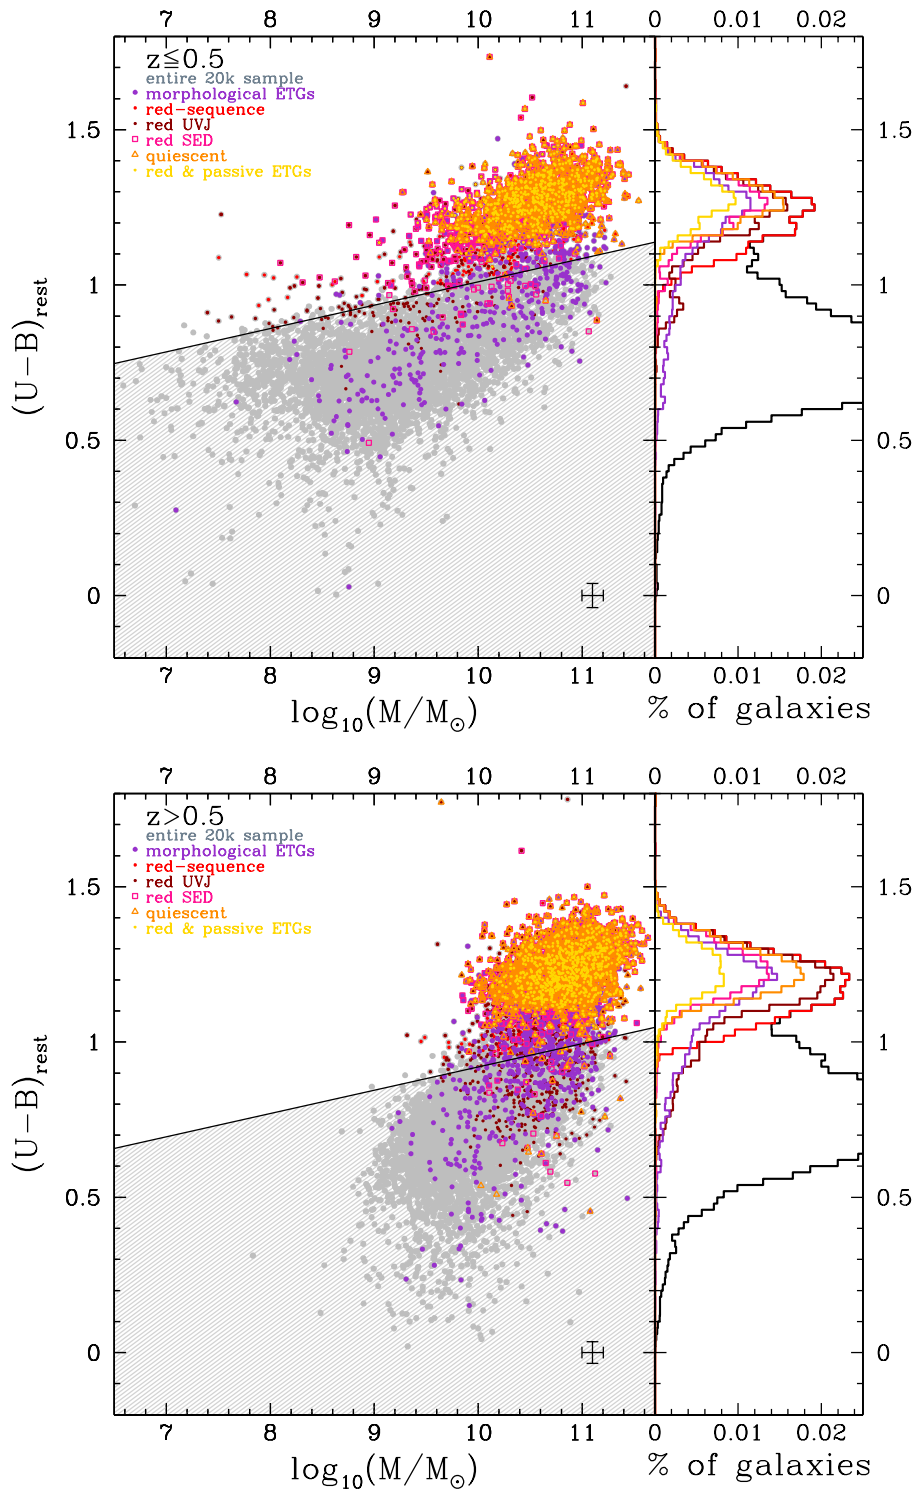 7 8 9 10 11 0 0.01 0.02
z≦0.5
entire 20k sample
morphological ETGs
red-sequence
red UVJ
red SED
quiescent
red & passive ETGs
1.5 1.5
1 1
0.5 0.5
0 0
(U-B)rest
7 8 9 10 11 0 0.01 0.02
log10(M/M⊙) % of galaxies
7 8 9 10 11 0 0.01 0.02
z>0.5
entire 20k sample
morphological ETGs
red-sequence
red UVJ
red SED
quiescent
red & passive ETGs
1.5 1.5
1 1
0.5 0.5
0 0
(U-B)rest
7 8 9 10 11 0 0.01 0.02
log10(M/M⊙) % of galaxies